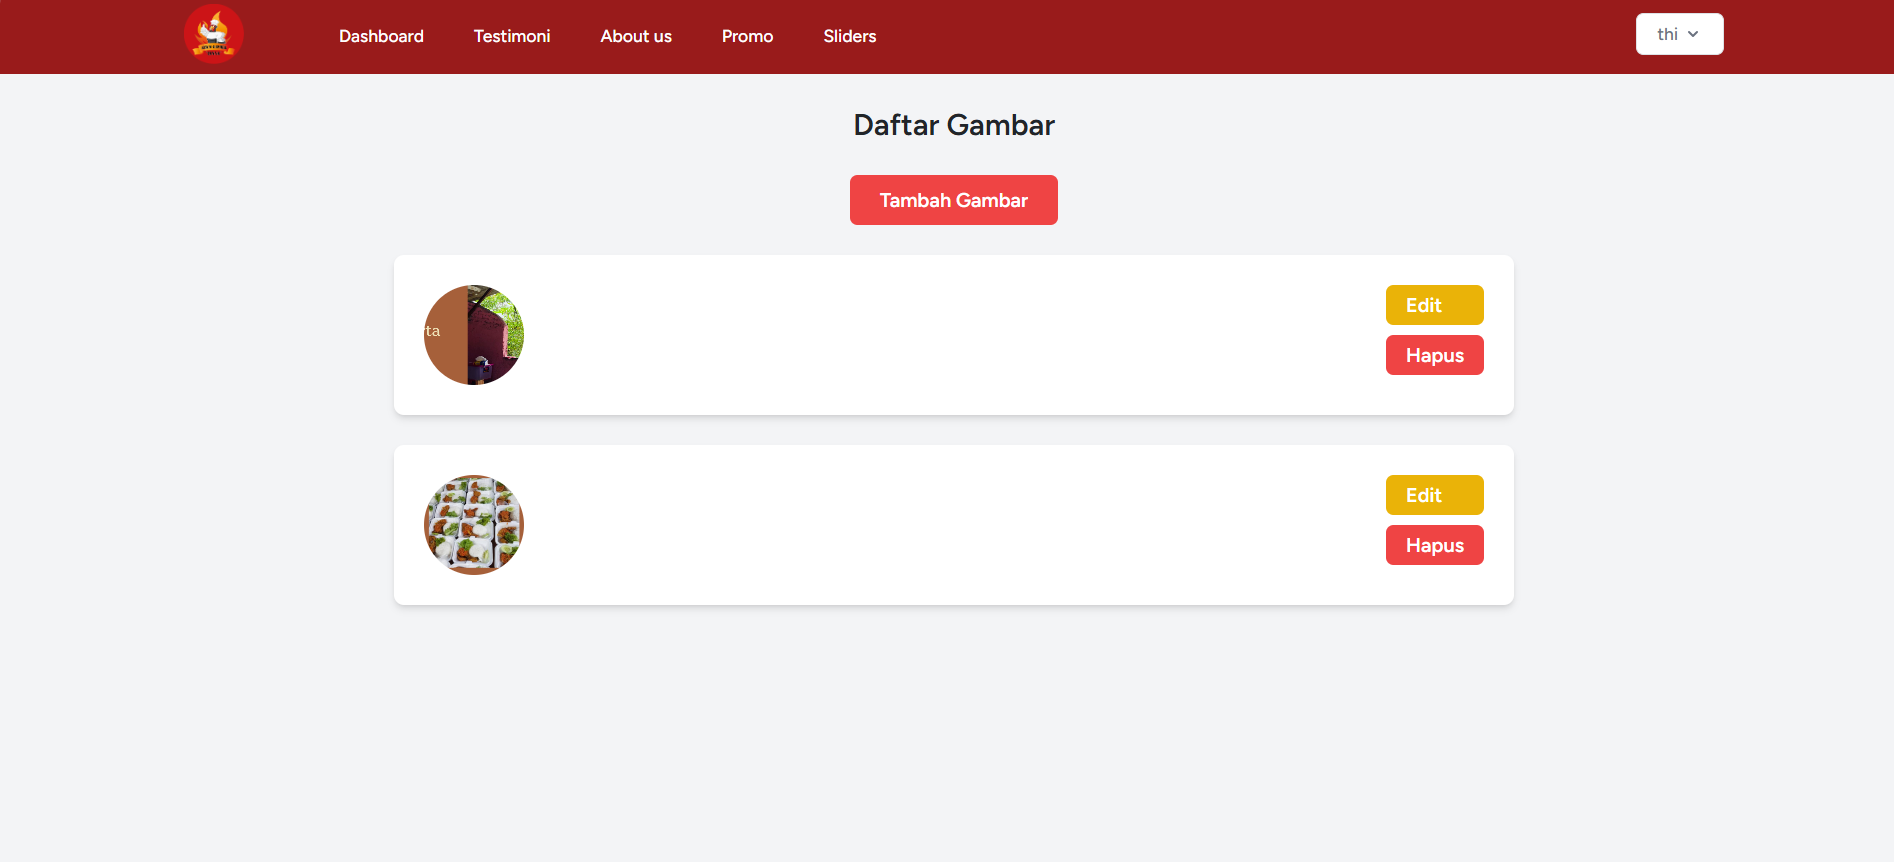 Dashboard
Testimoni
About us
Promo
Sliders
thi
Daftar Gambar
Tambah Gambar
ta
Edit
Hapus
Edit
Hapus